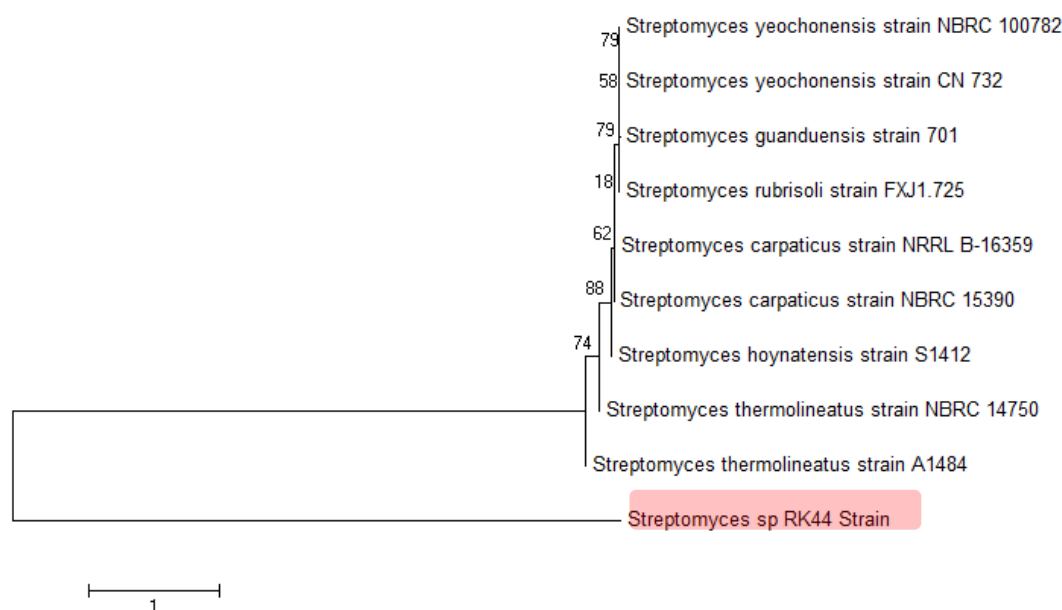 Streptomyces yeochonensis strain NBRC 100782
79
Streptomyces yeochonensis strain CN 732
58
Streptomyces guanduensis strain 701
79
Streptomyces rubrisoli strain FXJ1.725
18
Streptomyces carpaticus strain NRRL B-16359
62
Streptomyces carpaticus strain NBRC 15390
88
Streptomyces hoynatensis strain S1412
74
Streptomyces thermolineatus strain NBRC 14750
Streptomyces thermolineatus strain A1484
Streptomyces sp RK44 Strain
1